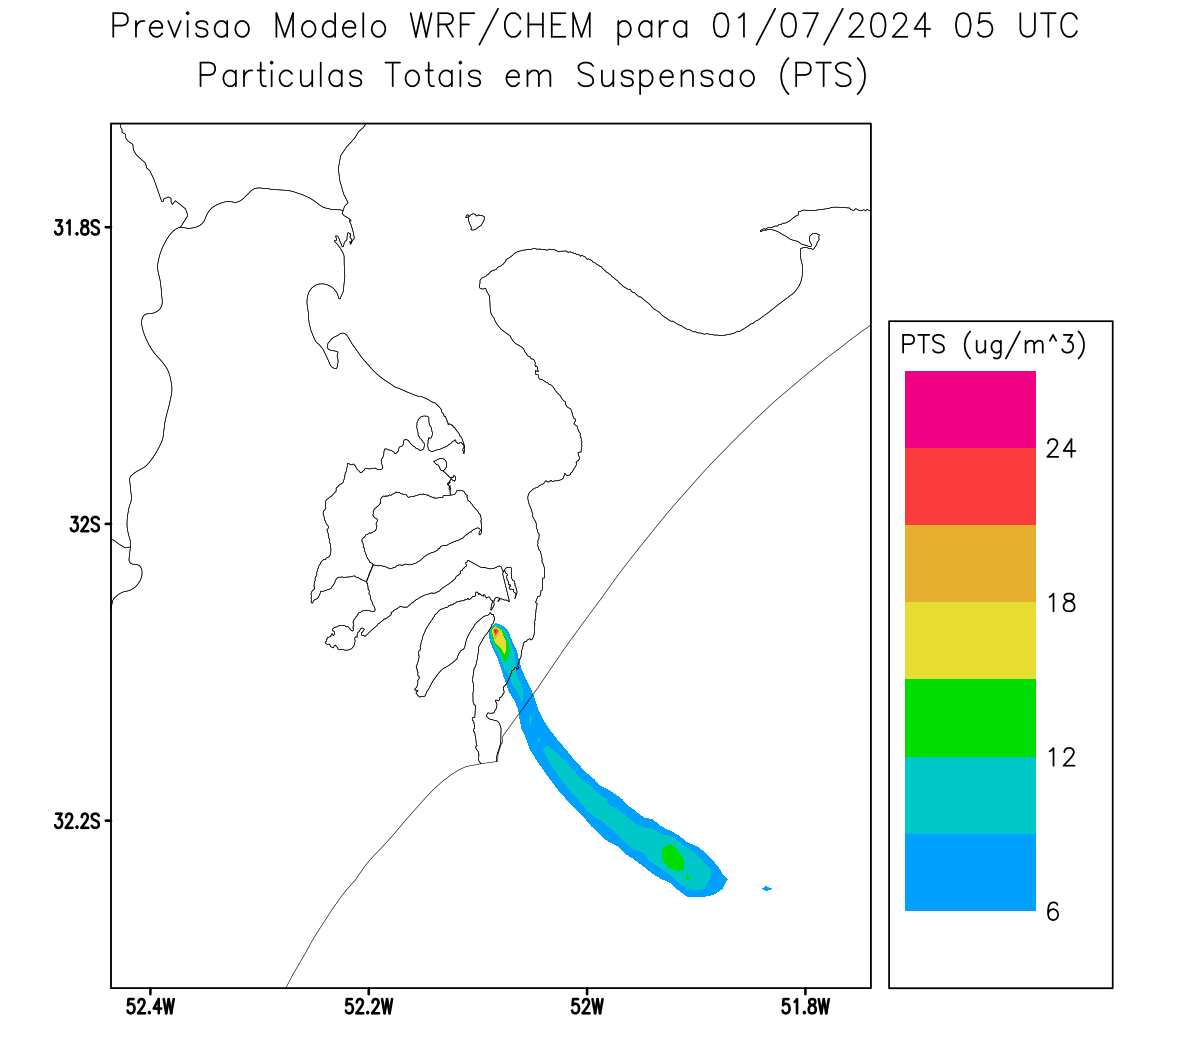 Previsao Modelo WRF/CHEM para 01/07/2024 05 UTC
Particulas Totais em Suspensao (PTS)
31.8S
32S
32.2S
52.4W
52.2W
52W
51.8W
PTS (ug/m^3)
24
18
12
6